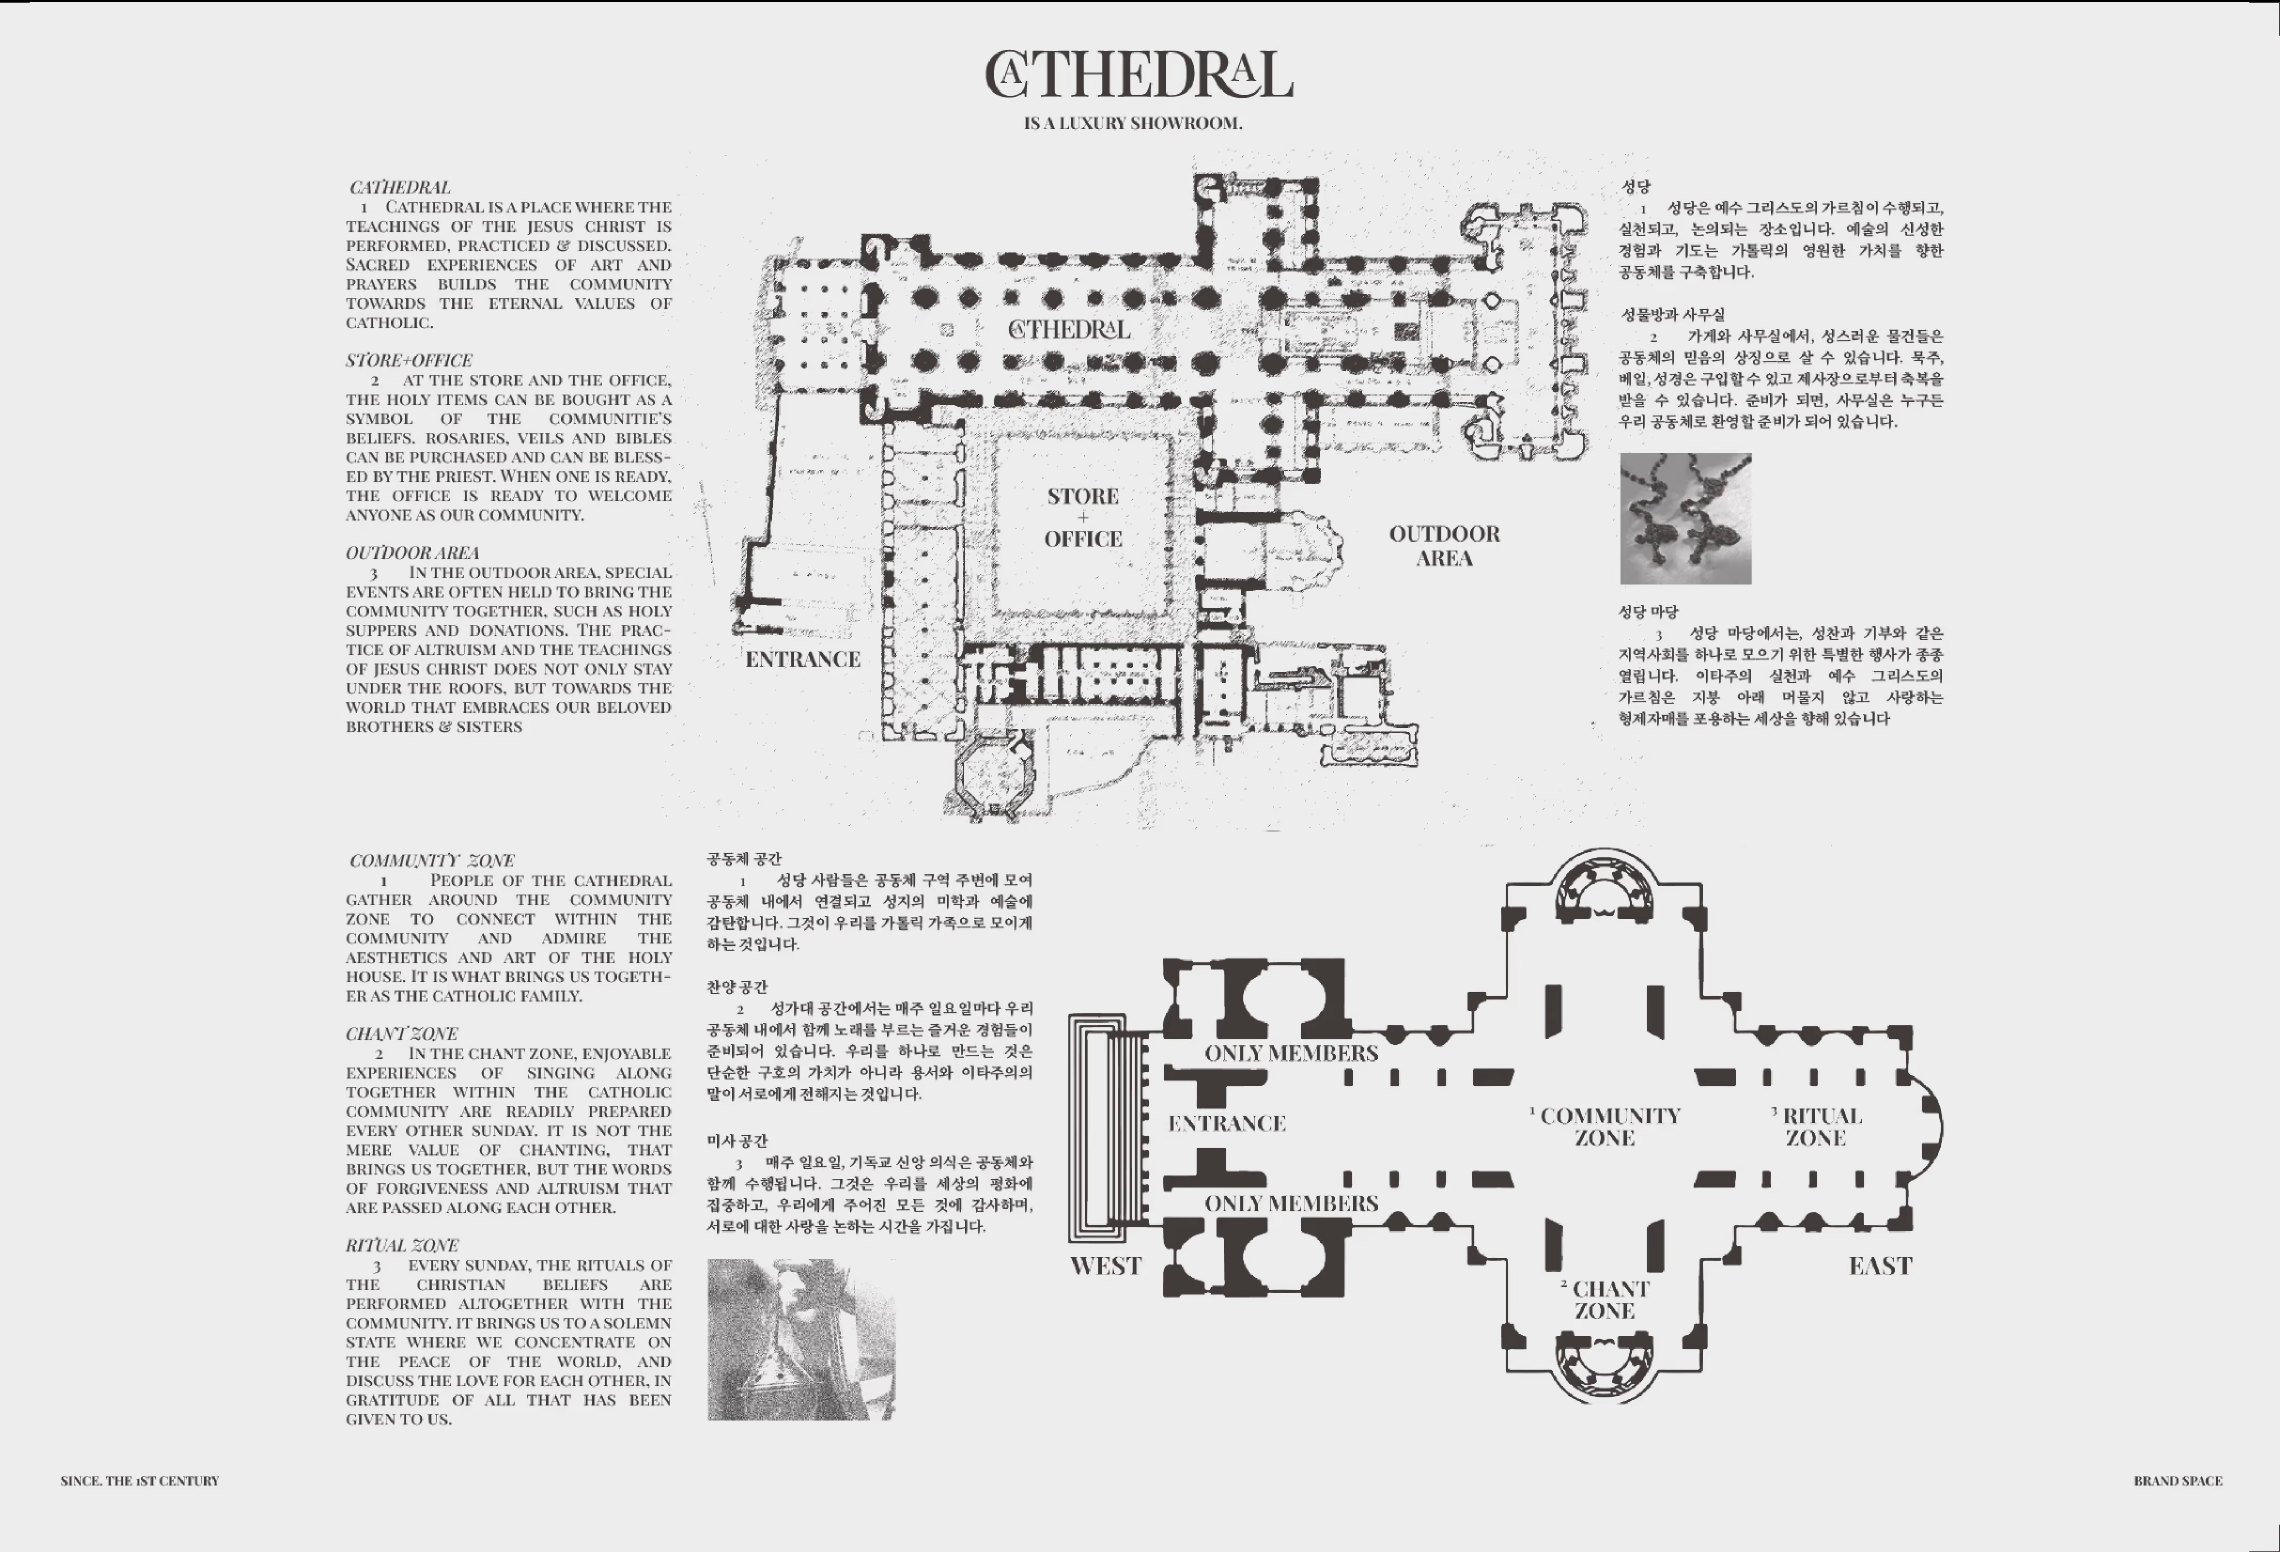 CATHEDRAL
IS A LUXURY SHOWROOM.
CATHEDRAL
1 CATHEDRAL IS A PLACE WHERE THE
TEACHINGS OF THE JESUS CHRIST IS
PERFORMED, PRACTICED & DISCUSSED.
SACRED EXPERIENCES OF ART AND
PRAYERS BUILDS THE COMMUNITY
TOWARDS THE ETERNAL VALUES OF
CATHOLIC.
STORE+OFFICE
2 AT THE STORE AND THE OFFICE,
THE HOLY ITEMS CAN BE BOUGHT AS A
SYMBOL OF THE COMMUNITIE'S
BELIEFS. ROSARIES, VEILS AND BIBLES
CAN BE PURCHASED AND CAN BE BLESS-
ED BY THE PRIEST. WHEN ONE IS READY,
THE OFFICE IS READY TO WELCOME
ANYONE AS OUR COMMUNITY.
OUTDOOR AREA
3 IN THE OUTDOOR AREA, SPECIAL
EVENTS ARE OFTEN HELD TO BRING THE
COMMUNITY TOGETHER, SUCH AS HOLY
SUPPERS AND DONATIONS. THE PRAC-
TICE OF ALTRUISM AND THE TEACHINGS
OF JESUS CHRIST DOES NOT ONLY STAY
UNDER THE ROOFS, BUT TOWARDS THE
WORLD THAT EMBRACES OUR BELOVED
BROTHERS & SISTERS
CATHEDRAL
STORE
+
OFFICE
OUTDOOR
AREA
ENTRANCE
성당
1 성당은 예수 그리스도의 가르침이 수행되고,
실천되고, 논의되는 장소입니다. 예술의 신성한
경험과 기도는 가톨릭의 영원한 가치를 향한
공동체를 구축합니다.
성물방과 사무실
2 가게와 사무실에서, 성스러운 물건들은
공동체의 믿음의 상징으로 살 수 있습니다. 묵주,
베일, 성경은 구입할 수 있고 제사장으로부터 축복을
받을 수 있습니다. 준비가 되면, 사무실은 누구든
우리 공동체로 환영할 준비가 되어 있습니다.
성당 마당
3 성당 마당에서는, 성찬과 기부와 같은
지역사회를 하나로 모으기 위한 특별한 행사가 종종
열립니다. 이타주의 실천과 예수 그리스도의
가르침은 지붕 아래 머물지 않고 사랑하는
형제자매를 포용하는 세상을 향해 있습니다
COMMUNITY ZONE
1 PEOPLE OF THE CATHEDRAL
GATHER AROUND THE COMMUNITY
ZONE TO CONNECT WITHIN THE
COMMUNITY AND ADMIRE THE
AESTHETICS AND ART OF THE HOLY
HOUSE. IT IS WHAT BRINGS US TOGETH-
ER AS THE CATHOLIC FAMILY.
CHANT ZONE
2 IN THE CHANT ZONE, ENJOYABLE
EXPERIENCES OF SINGING ALONG
TOGETHER WITHIN THE CATHOLIC
COMMUNITY ARE READILY PREPARED
EVERY OTHER SUNDAY. IT IS NOT THE
MERE VALUE OF CHANTING, THAT
BRINGS US TOGETHER, BUT THE WORDS
OF FORGIVENESS AND ALTRUISM THAT
ARE PASSED ALONG EACH OTHER.
RITUAL ZONE
3 EVERY SUNDAY, THE RITUALS OF
THE CHRISTIAN BELIEFS ARE
PERFORMED ALTOGETHER WITH THE
COMMUNITY. IT BRINGS US TO A SOLEMN
STATE WHERE WE CONCENTRATE ON
THE PEACE OF THE WORLD, AND
DISCUSS THE LOVE FOR EACH OTHER, IN
GRATITUDE OF ALL THAT HAS BEEN
GIVEN TO US.
공동체 공간
1 성당 사람들은 공동체 구역 주변에 모여
공동체 내에서 연결되고 성지의 미학과 예술에
감탄합니다. 그것이 우리를 가톨릭 가족으로 모이게
하는 것입니다.
찬양 공간
2 성가대 공간에서는 매주 일요일마다 우리
공동체 내에서 함께 노래를 부르는 즐거운 경험들이
준비되어 있습니다. 우리를 하나로 만드는 것은
단순한 구호의 가치가 아니라 용서와 이타주의의
말이 서로에게 전해지는 것입니다.
미사 공간
3 매주 일요일, 기독교 신앙 의식은 공동체와
함께 수행됩니다. 그것은 우리를 세상의 평화에
집중하고, 우리에게 주어진 모든 것에 감사하며,
서로에 대한 사랑을 논하는 시간을 가집니다.
ONLY MEMBERS
ENTRANCE
ONLY MEMBERS
1 COMMUNITY
ZONE
3 RITUAL
ZONE
WEST
EAST
2 CHANT
ZONE
SINCE. THE 1ST CENTURY
BRAND SPACE